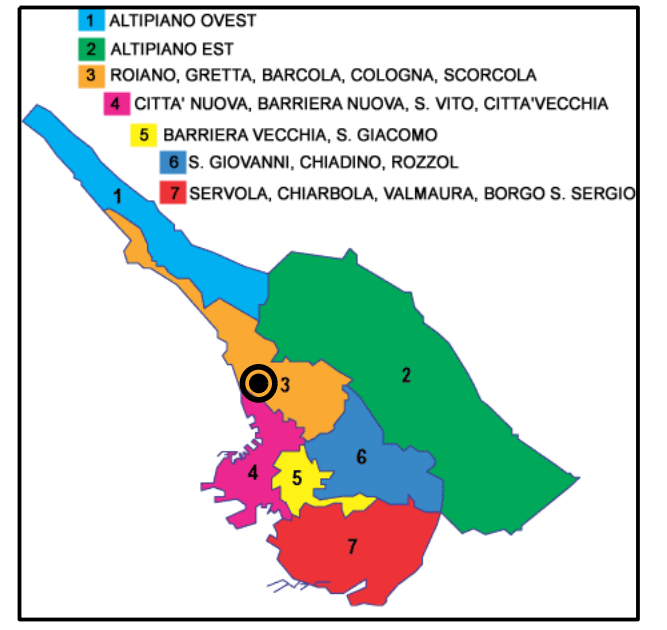 1 ALTIPIANO OVEST
2 ALTIPIANO EST
3 ROIANO, GRETTA, BARCOLA, COLOGNA, SCORCOLA
4 CITTA' NUOVA, BARRIERA NUOVA, S. VITO, CITTA'VECCHIA
5 BARRIERA VECCHIA, S. GIACOMO
6 S. GIOVANNI, CHIADINO, ROZZOL
7 SERVOLA, CHIARBOLA, VALMAURA, BORGO S. SERGIO
1
2
3
6
4
5
7